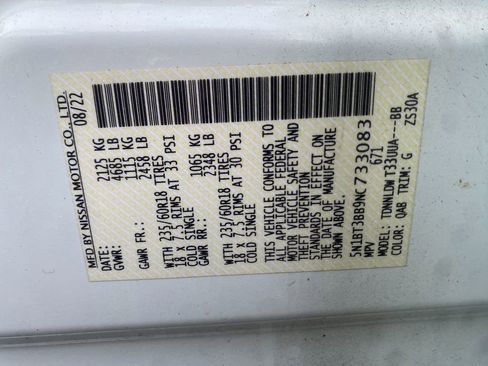 MFD BY NISSAN MOTOR CO., LTD.
08/22
GVWR: 2125 KG
4685 LB
GAWR FR.: 1115 KG
2458 LB
WITH 235/60R18 TIRES
18 X 7.5 RIMS AT 33 PSI
COLD SINGLE
GAWR RR.: 1065 KG
2348 LB
WITH 235/60R18 TIRES
18 X 7.5 RIMS AT 30 PSI
COLD SINGLE
THIS VEHICLE CONFORMS TO
ALL APPLICABLE FEDERAL
MOTOR VEHICLE SAFETY AND
THEFT PREVENTION
STANDARDS IN EFFECT ON
THE DATE OF MANUFACTURE
SHOWN ABOVE.
5N1BT3BB9NC733083
MPV 671
MODEL: TDWNLDWT33UUA----BB
COLOR: QAB TRIM: G ZS30A